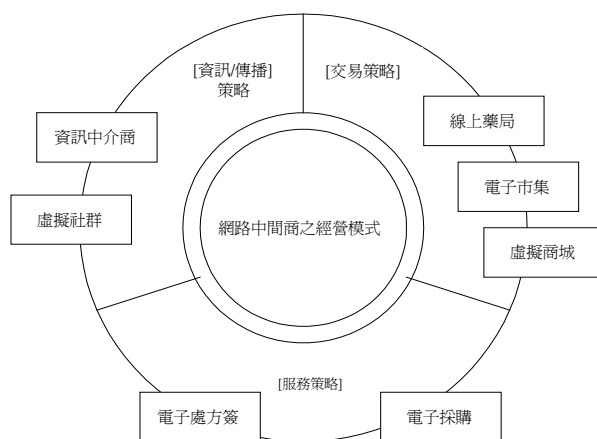 [資訊/傳播]
策略
[交易策略]
線上藥局
資訊中介商
電子市集
虛擬社群
網路中間商之經營模式
虛擬商城
[服務策略]
電子處方簽
電子採購